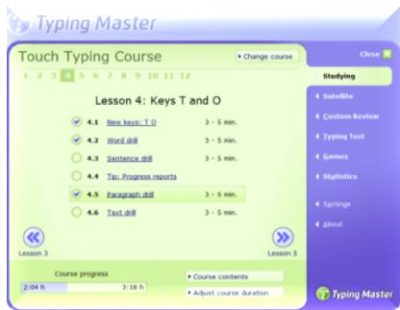 Typing Master
Touch Typing Course
Change course
Close
1 2 3 4 5 6 7 8 9 10 11 12
Studying
Lesson 4: Keys T and O
Satellite
4.1 New keys: T O 3 - 5 min.
Custom Review
4.2 Word drill 3 - 5 min.
Typing Test
4.3 Sentence drill 3 - 5 min.
Games
4.4 Tip: Progress reports
Statistics
4.5 Paragraph drill 3 - 5 min.
Settings
4.6 Text drill 3 - 5 min.
About
Lesson 3
Lesson 5
Course progress
Course contents
2:04 h 3:18 h
Adjust course duration
Typing Master